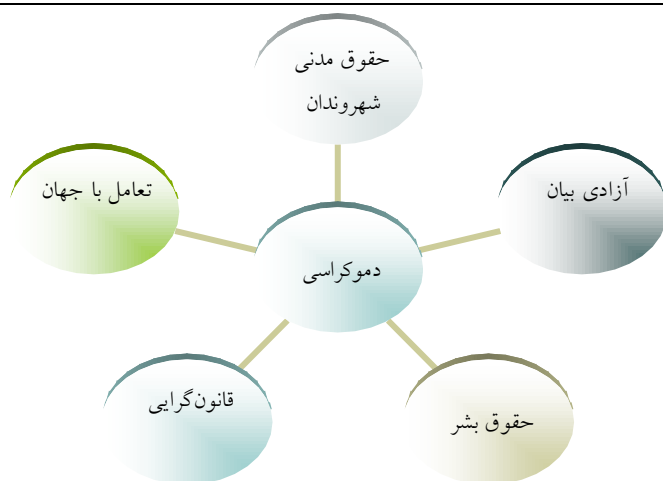 حقوق مدنی
شهروندان
آزادی بیان
تعامل با جهان
دموکراسی
قانون‌گرایی
حقوق بشر